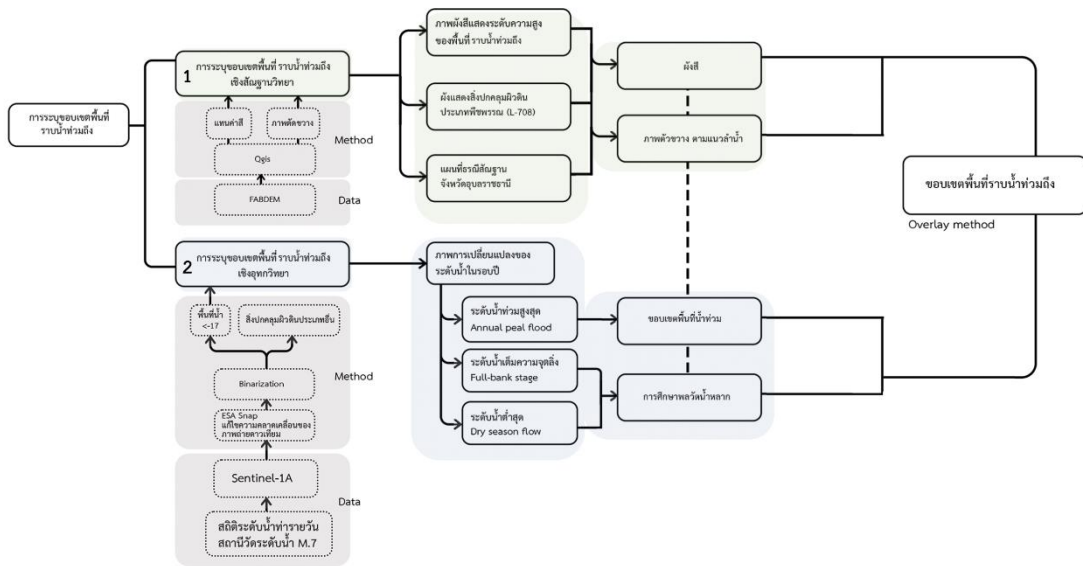 การระบุขอบเขตพื้นที่
ราบน้ำท่วมถึง
1
การระบุขอบเขตพื้นที่ ราบน้ำท่วมถึง
เชิงสัณฐานวิทยา
แทนค่าสี
ภาพตัดขวาง
Method
Qgis
FABDEM
Data
ภาพผังสีแสดงระดับความสูง
ของพื้นที่ ราบน้ำท่วมถึง
ผังแสดงสิ่งปกคลุมผิวดิน
ประเภทพืชพรรณ (L-708)
แผนที่ธรณีสัณฐาน
จังหวัดอุบลราชธานี
ผังสี
ภาพตัวขวาง ตามแนวลำน้ำ
ขอบเขตพื้นที่ราบน้ำท่วมถึง
Overlay method
2
การระบุขอบเขตพื้นที่ ราบน้ำท่วมถึง
เชิงอุทกวิทยา
พื้นที่น้ำ
<-17
สิ่งปกคลุมผิวดินประเภทอื่น
Method
Binarization
ESA Snap
แก้ไขความคลาดเคลื่อนของ
ภาพถ่ายดาวเทียม
Sentinel-1A
Data
สถิติระดับน้ำท่ารายวัน
สถานีวัดระดับน้ำ M.7
ภาพการเปลี่ยนแปลงของ
ระดับน้ำในรอบปี
ระดับน้ำท่วมสูงสุด
Annual peal flood
ระดับน้ำเต็มความจุตลิ่ง
Full-bank stage
ระดับน้ำต่ำสุด
Dry season flow
ขอบเขตพื้นที่น้ำท่วม
การศึกษาพลวัตน้ำหลาก